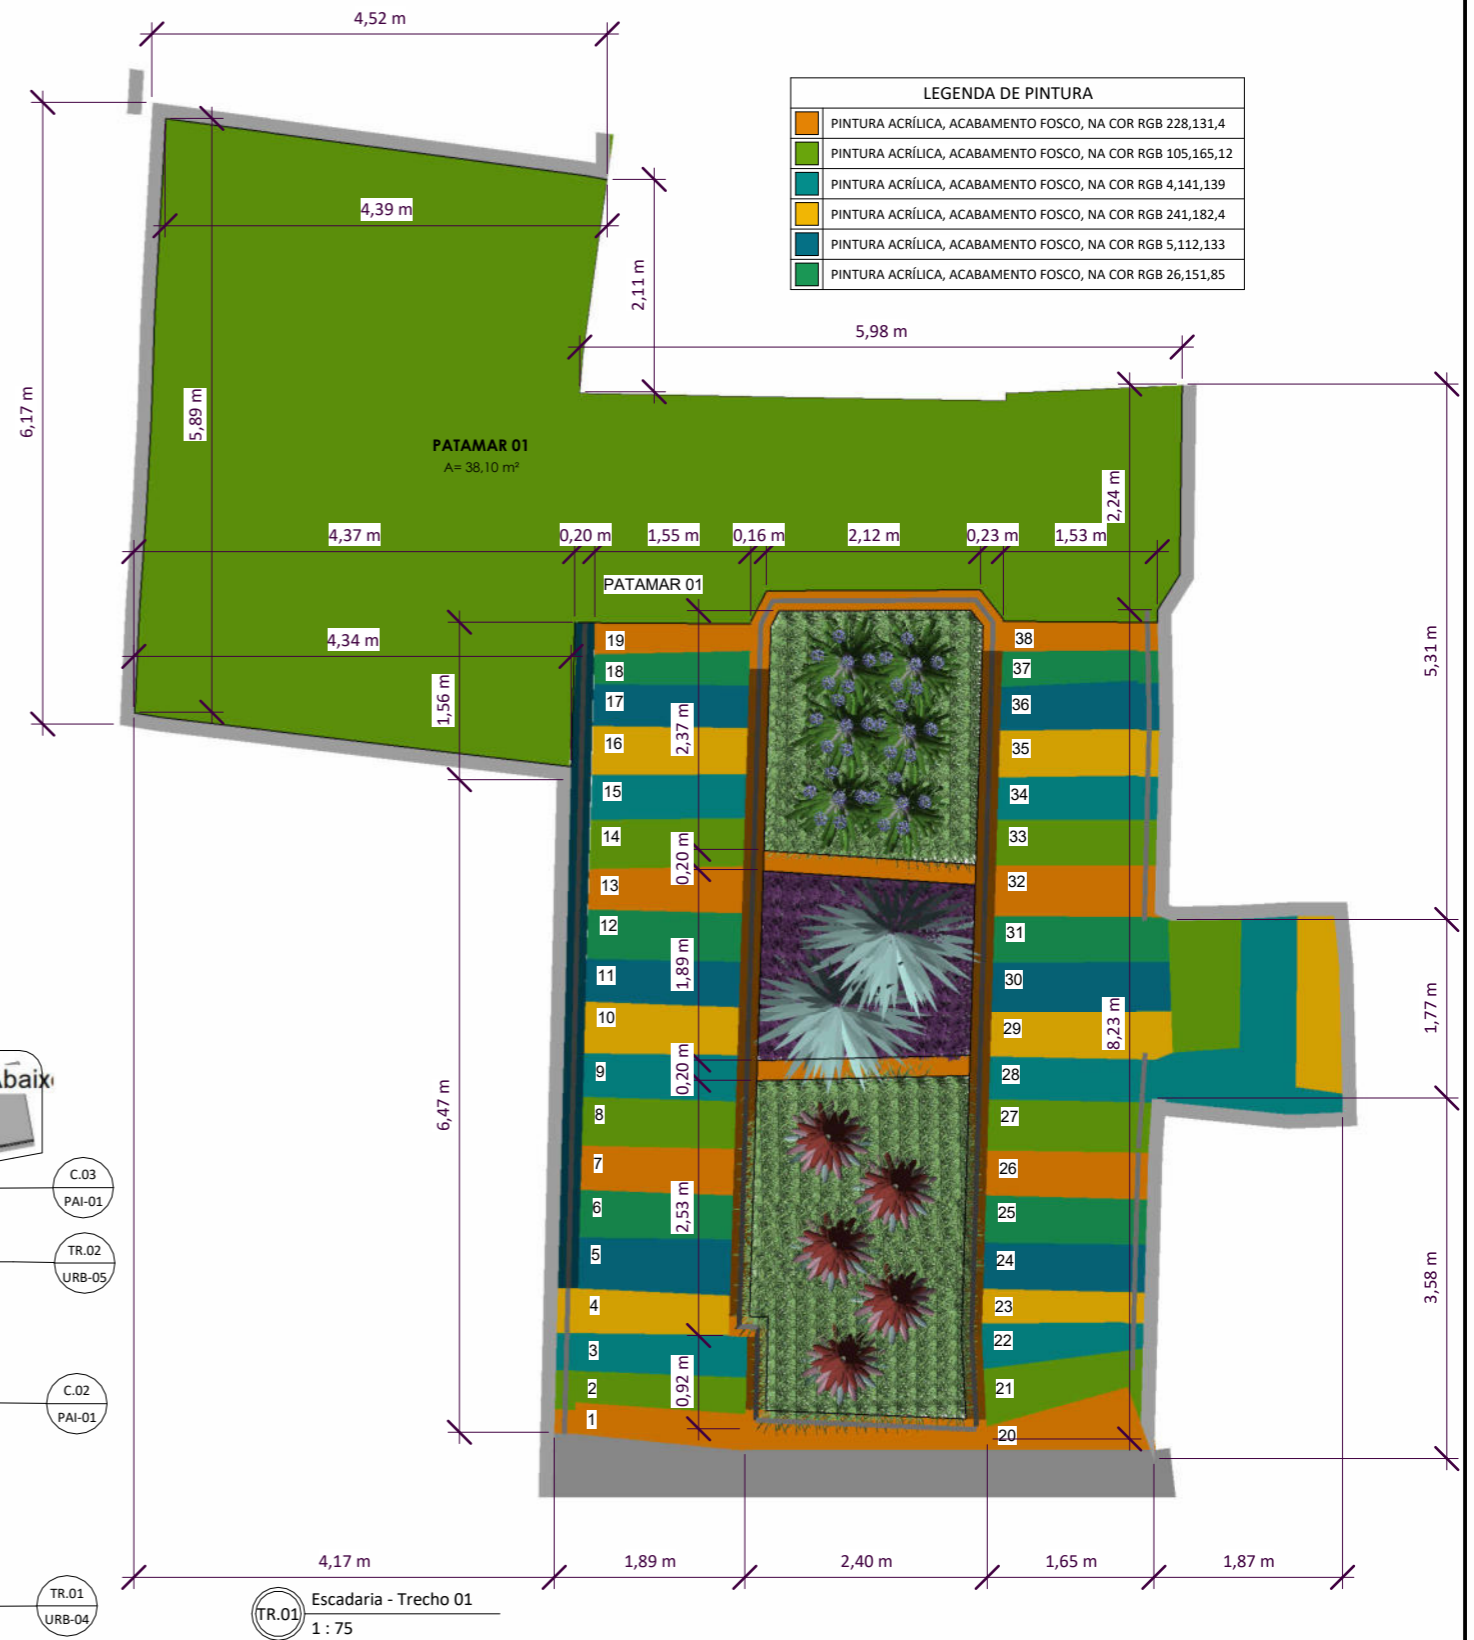 4,52 m
LEGENDA DE PINTURA
PINTURA ACRÍLICA, ACABAMENTO FOSCO, NA COR RGB 228,131,4
PINTURA ACRÍLICA, ACABAMENTO FOSCO, NA COR RGB 105,165,12
PINTURA ACRÍLICA, ACABAMENTO FOSCO, NA COR RGB 4,141,139
PINTURA ACRÍLICA, ACABAMENTO FOSCO, NA COR RGB 241,182,4
PINTURA ACRÍLICA, ACABAMENTO FOSCO, NA COR RGB 5,112,133
PINTURA ACRÍLICA, ACABAMENTO FOSCO, NA COR RGB 26,151,85
4,39 m
2,11 m
5,98 m
6,17 m
5,89 m
PATAMAR 01
A= 38,10 m²
2,24 m
4,37 m
0,20 m
1,55 m
0,16 m
2,12 m
0,23 m
1,53 m
PATAMAR 01
4,34 m
1,56 m
5,31 m
19
18
17
16
15
14
13
12
11
10
9
8
7
6
5
4
3
2
1
2,37 m
0,20 m
1,89 m
0,20 m
2,53 m
0,92 m
38
37
36
35
34
33
32
31
30
29
28
27
26
25
24
23
22
21
20
8,23 m
1,77 m
6,47 m
3,58 m
C.03
PAI-01
TR.02
URB-05
C.02
PAI-01
4,17 m
1,89 m
2,40 m
1,65 m
1,87 m
TR.01
URB-04
TR.01
Escadaria - Trecho 01
1 : 75